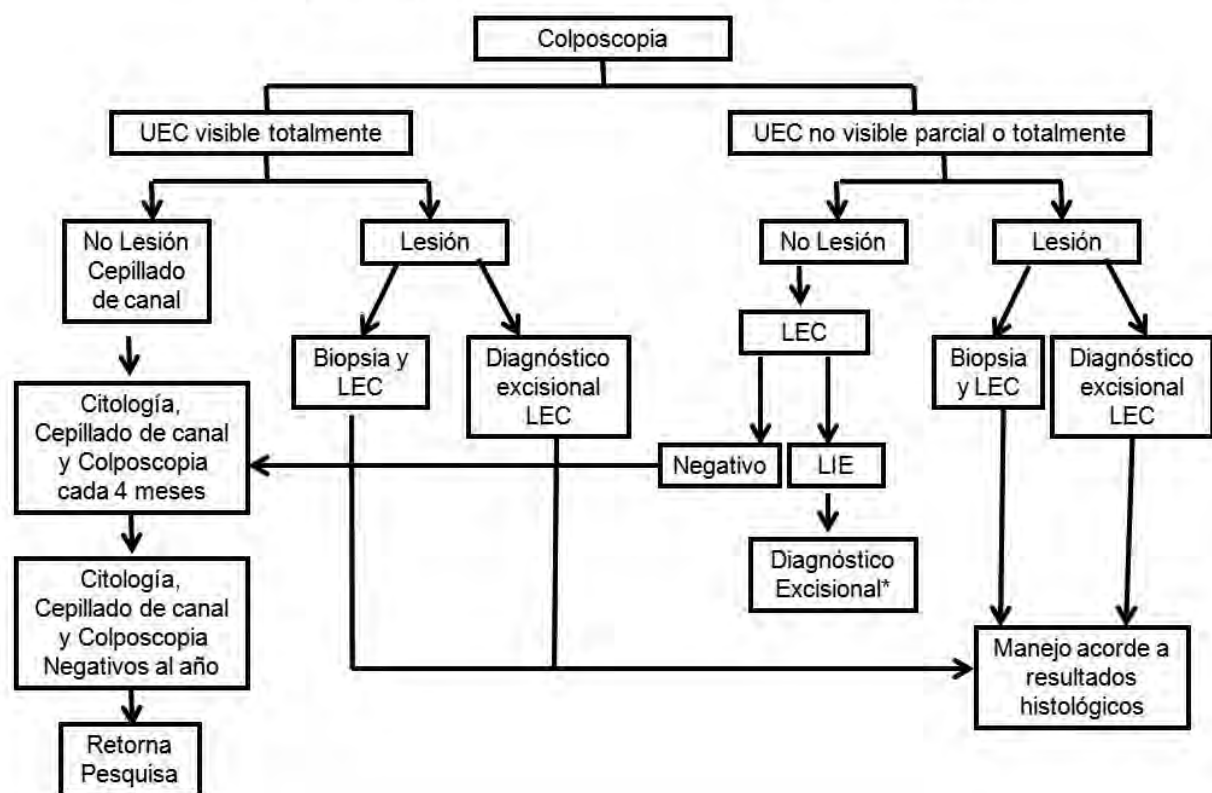 Colposcopia
UEC visible totalmente
UEC no visible parcial o totalmente
No Lesión
Cepillado
de canal
Lesión
No Lesión
Lesión
Biopsia y
LEC
Diagnóstico
excisional
LEC
LEC
Biopsia
y LEC
Diagnóstico
excisional
LEC
Citología,
Cepillado de canal
y Colposcopia
cada 4 meses
Negativo
LIE
Diagnóstico
Excisional*
Citología,
Cepillado de canal
y Colposcopia
Negativos al año
Manejo acorde a
resultados
histológicos
Retorna
Pesquisa